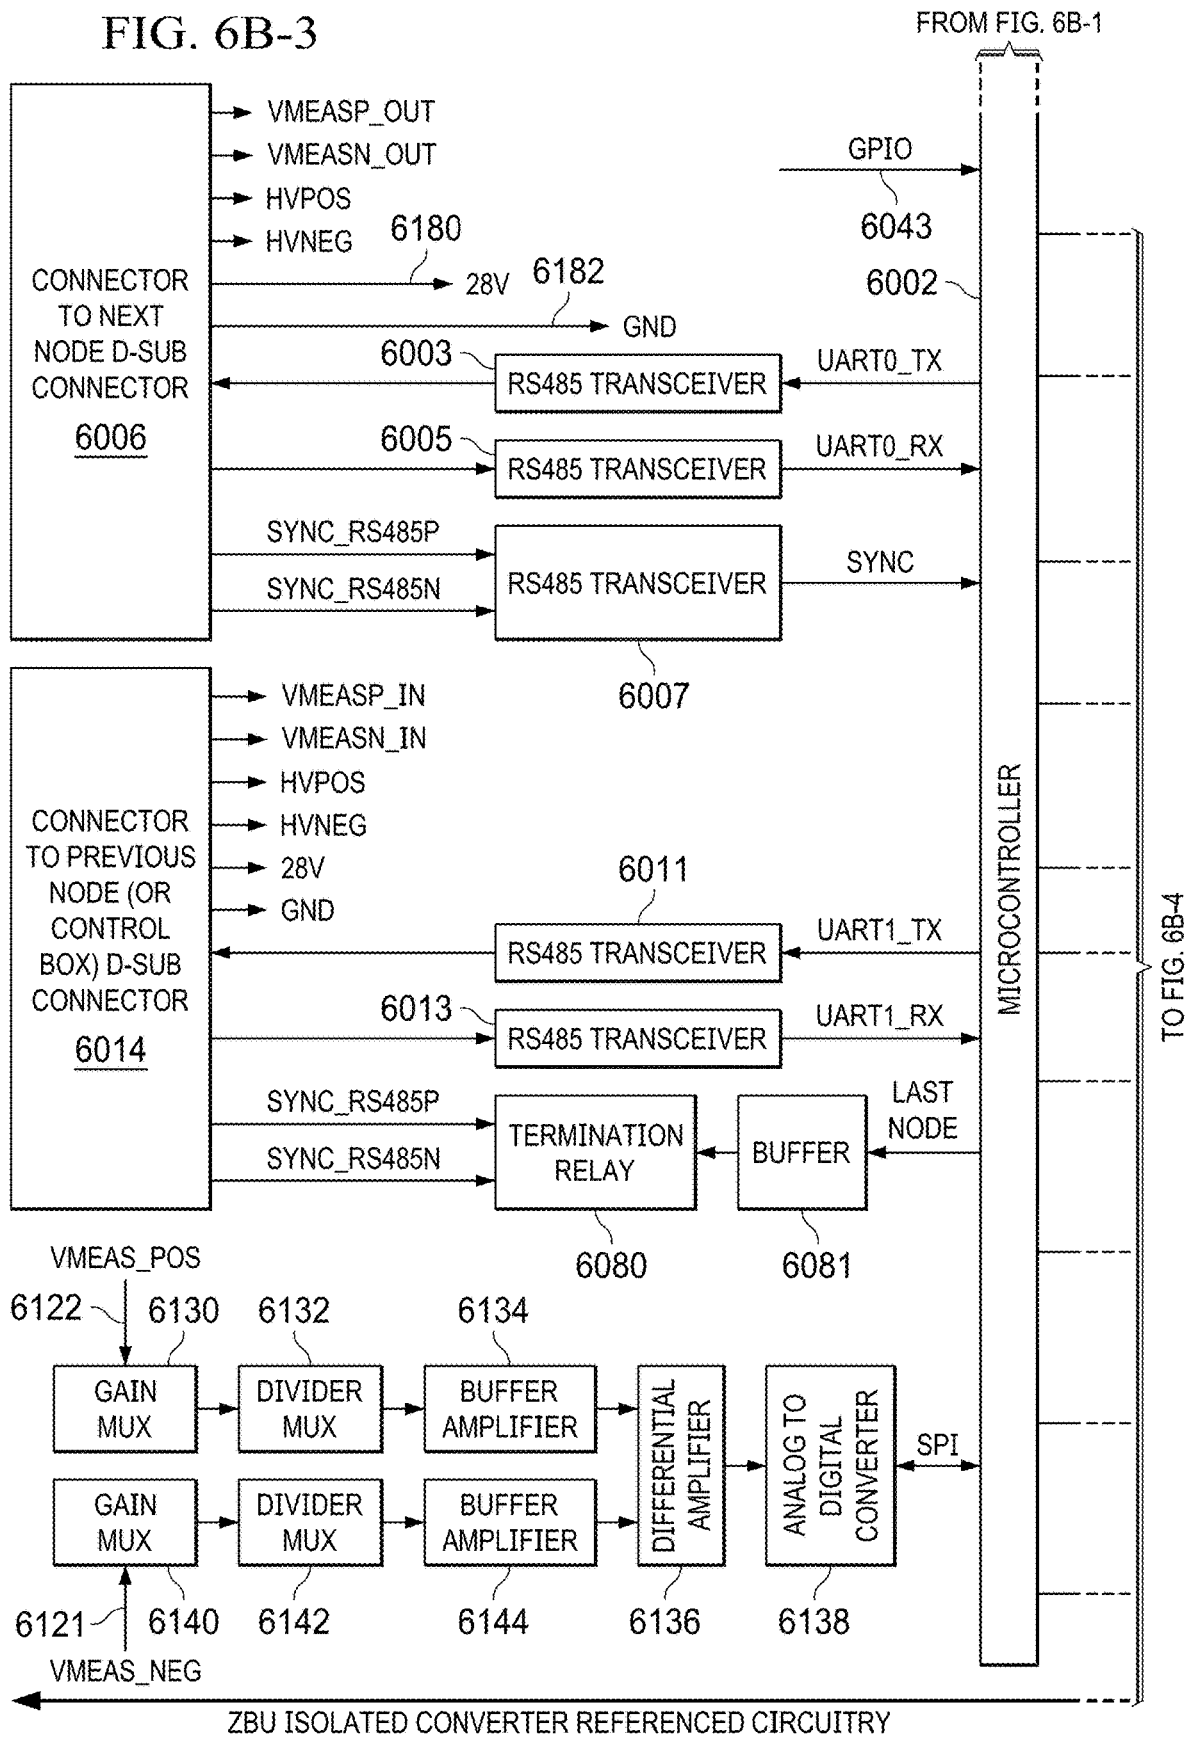 FIG. 6B-3
FROM FIG. 6B-1
VMEASP_OUT
VMEASN_OUT
HVPOS
HVNEG
6180
28V
6182
GND
CONNECTOR
TO NEXT
NODE D-SUB
CONNECTOR
6006
GPIO
6043
6002
6003
RS485 TRANSCEIVER
UART0_TX
6005
RS485 TRANSCEIVER
UART0_RX
SYNC_RS485P
SYNC_RS485N
RS485 TRANSCEIVER
SYNC
6007
VMEASP_IN
VMEASN_IN
HVPOS
HVNEG
28V
GND
CONNECTOR
TO PREVIOUS
NODE (OR
CONTROL
BOX) D-SUB
CONNECTOR
6014
6011
RS485 TRANSCEIVER
UART1_TX
6013
RS485 TRANSCEIVER
UART1_RX
SYNC_RS485P
SYNC_RS485N
TERMINATION
RELAY
BUFFER
LAST
NODE
6080
6081
MICROCONTROLLER
TO FIG. 6B-4
VMEAS_POS
6122
6130
6132
6134
GAIN
MUX
DIVIDER
MUX
BUFFER
AMPLIFIER
GAIN
MUX
DIVIDER
MUX
BUFFER
AMPLIFIER
DIFFERENTIAL
AMPLIFIER
ANALOG TO
DIGITAL
CONVERTER
SPI
6121
6140
6142
6144
6136
6138
VMEAS_NEG
ZBU ISOLATED CONVERTER REFERENCED CIRCUITRY